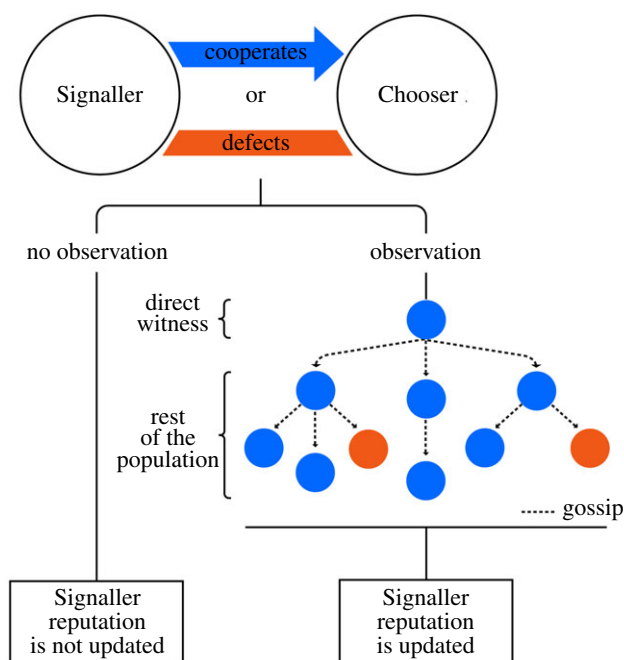 cooperates
Signaller
or
Chooser
defects
no observation
observation
direct
witness
rest
of the
population
gossip
Signaller
reputation
is not updated
Signaller
reputation
is updated